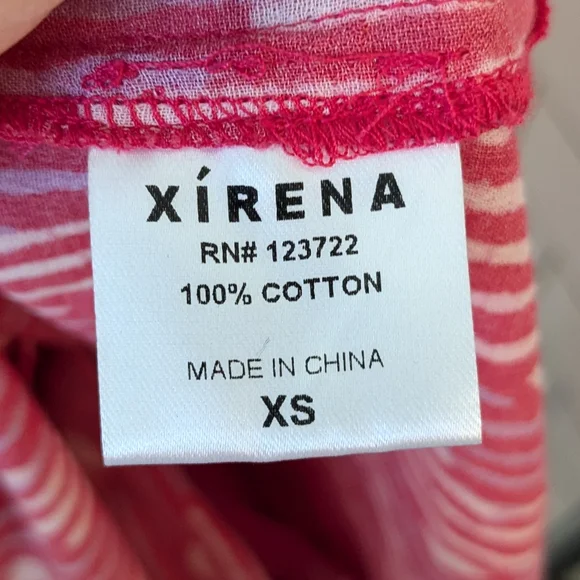 XÍRENA
RN# 123722
100% COTTON
MADE IN CHINA
XS